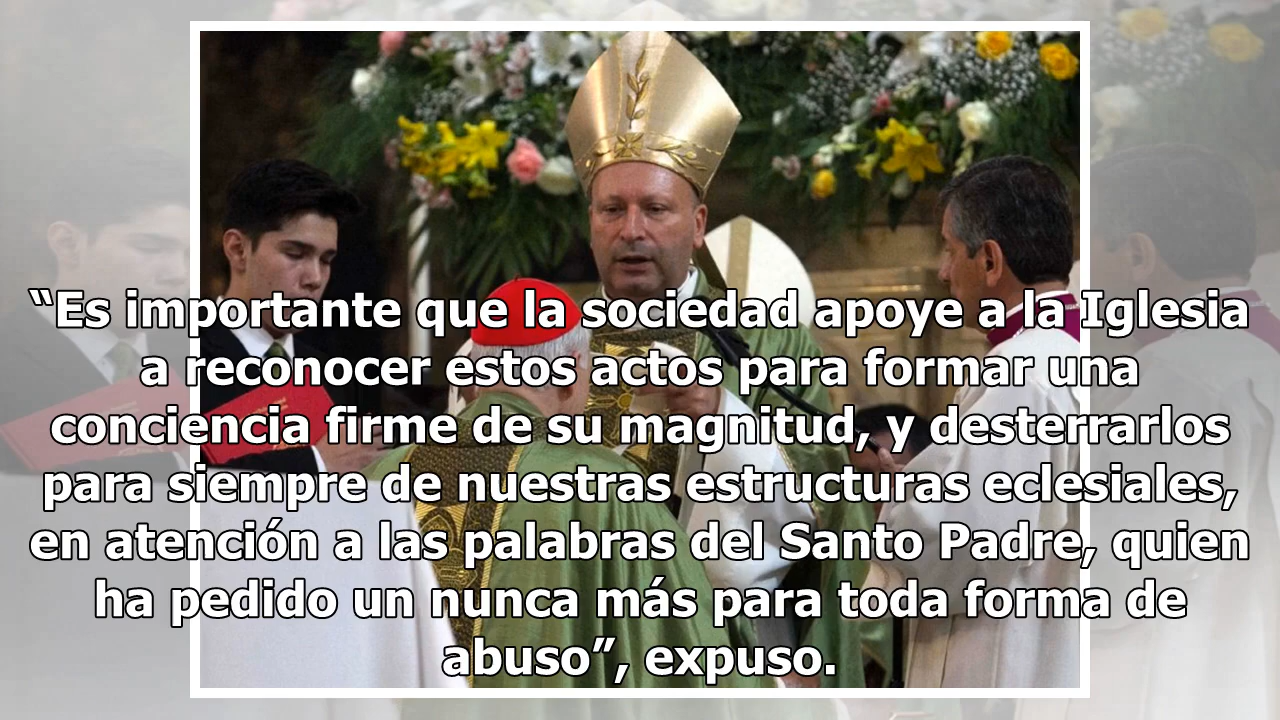 “Es importante que la sociedad apoye a la Iglesia
a reconocer estos actos para formar una
conciencia firme de su magnitud, y desterrarlos
para siempre de nuestras estructuras eclesiales,
en atención a las palabras del Santo Padre, quien
ha pedido un nunca más para toda forma de
abuso”, expuso.